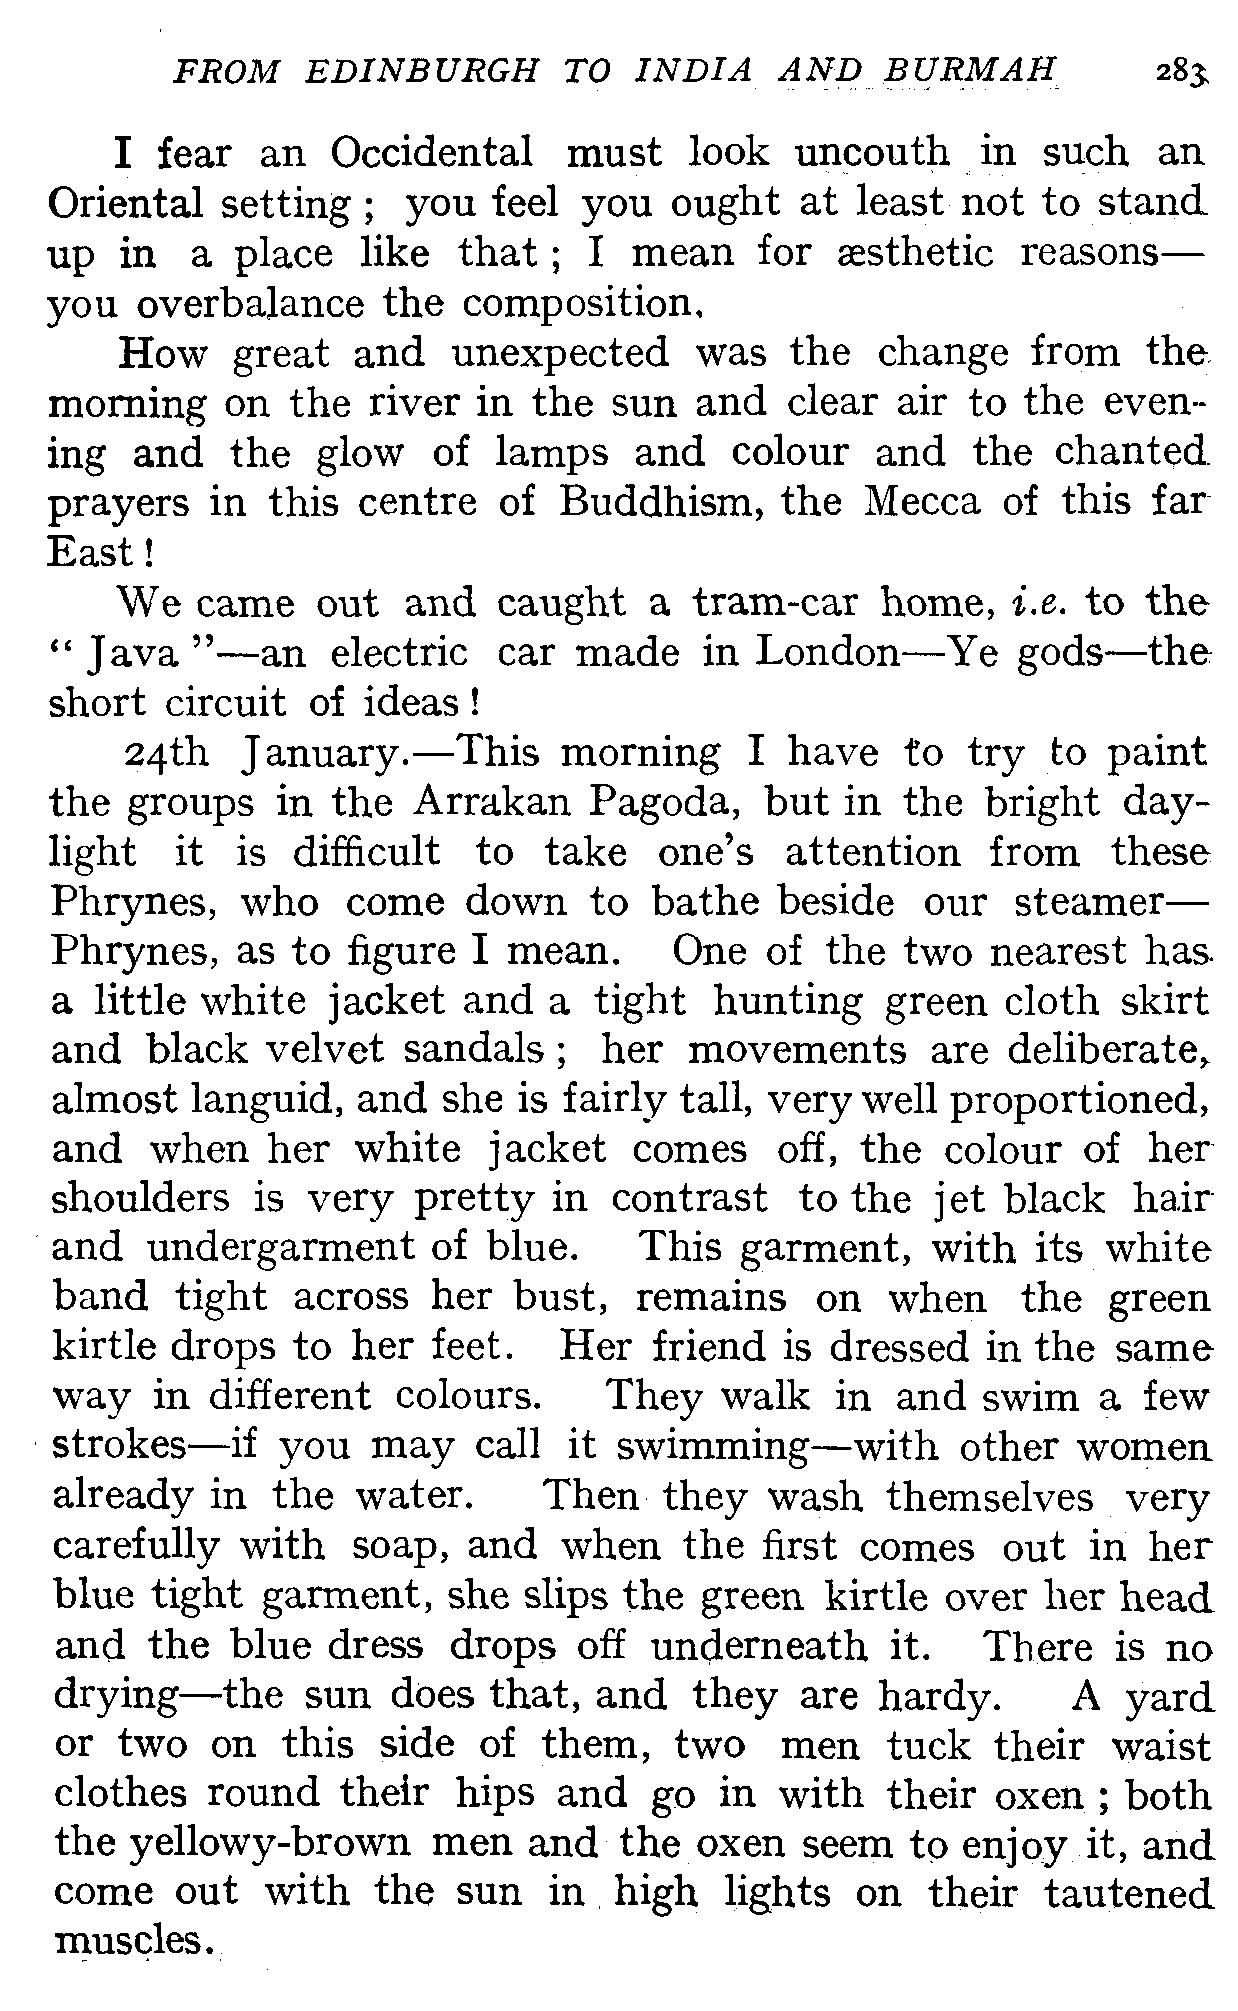 FROM EDINBURGH TO INDIA AND BURMAH 283
I fear an Occidental must look uncouth in such an
Oriental setting ; you feel you ought at least not to stand
up in a place like that ; I mean for æsthetic reasons—
you overbalance the composition.
How great and unexpected was the change from the
morning on the river in the sun and clear air to the even-
ing and the glow of lamps and colour and the chanted
prayers in this centre of Buddhism, the Mecca of this far
East !
We came out and caught a tram-car home, i.e. to the
“ Java ”—an electric car made in London—Ye gods—the
short circuit of ideas !
24th January.—This morning I have to try to paint
the groups in the Arrakan Pagoda, but in the bright day-
light it is difficult to take one’s attention from these
Phrynes, who come down to bathe beside our steamer—
Phrynes, as to figure I mean. One of the two nearest has
a little white jacket and a tight hunting green cloth skirt
and black velvet sandals ; her movements are deliberate,
almost languid, and she is fairly tall, very well proportioned,
and when her white jacket comes off, the colour of her
shoulders is very pretty in contrast to the jet black hair
and undergarment of blue. This garment, with its white
band tight across her bust, remains on when the green
kirtle drops to her feet. Her friend is dressed in the same
way in different colours. They walk in and swim a few
strokes—if you may call it swimming—with other women
already in the water. Then they wash themselves very
carefully with soap, and when the first comes out in her
blue tight garment, she slips the green kirtle over her head
and the blue dress drops off underneath it. There is no
drying—the sun does that, and they are hardy. A yard
or two on this side of them, two men tuck their waist
clothes round their hips and go in with their oxen ; both
the yellowy-brown men and the oxen seem to enjoy it, and
come out with the sun in high lights on their tautened
muscles.